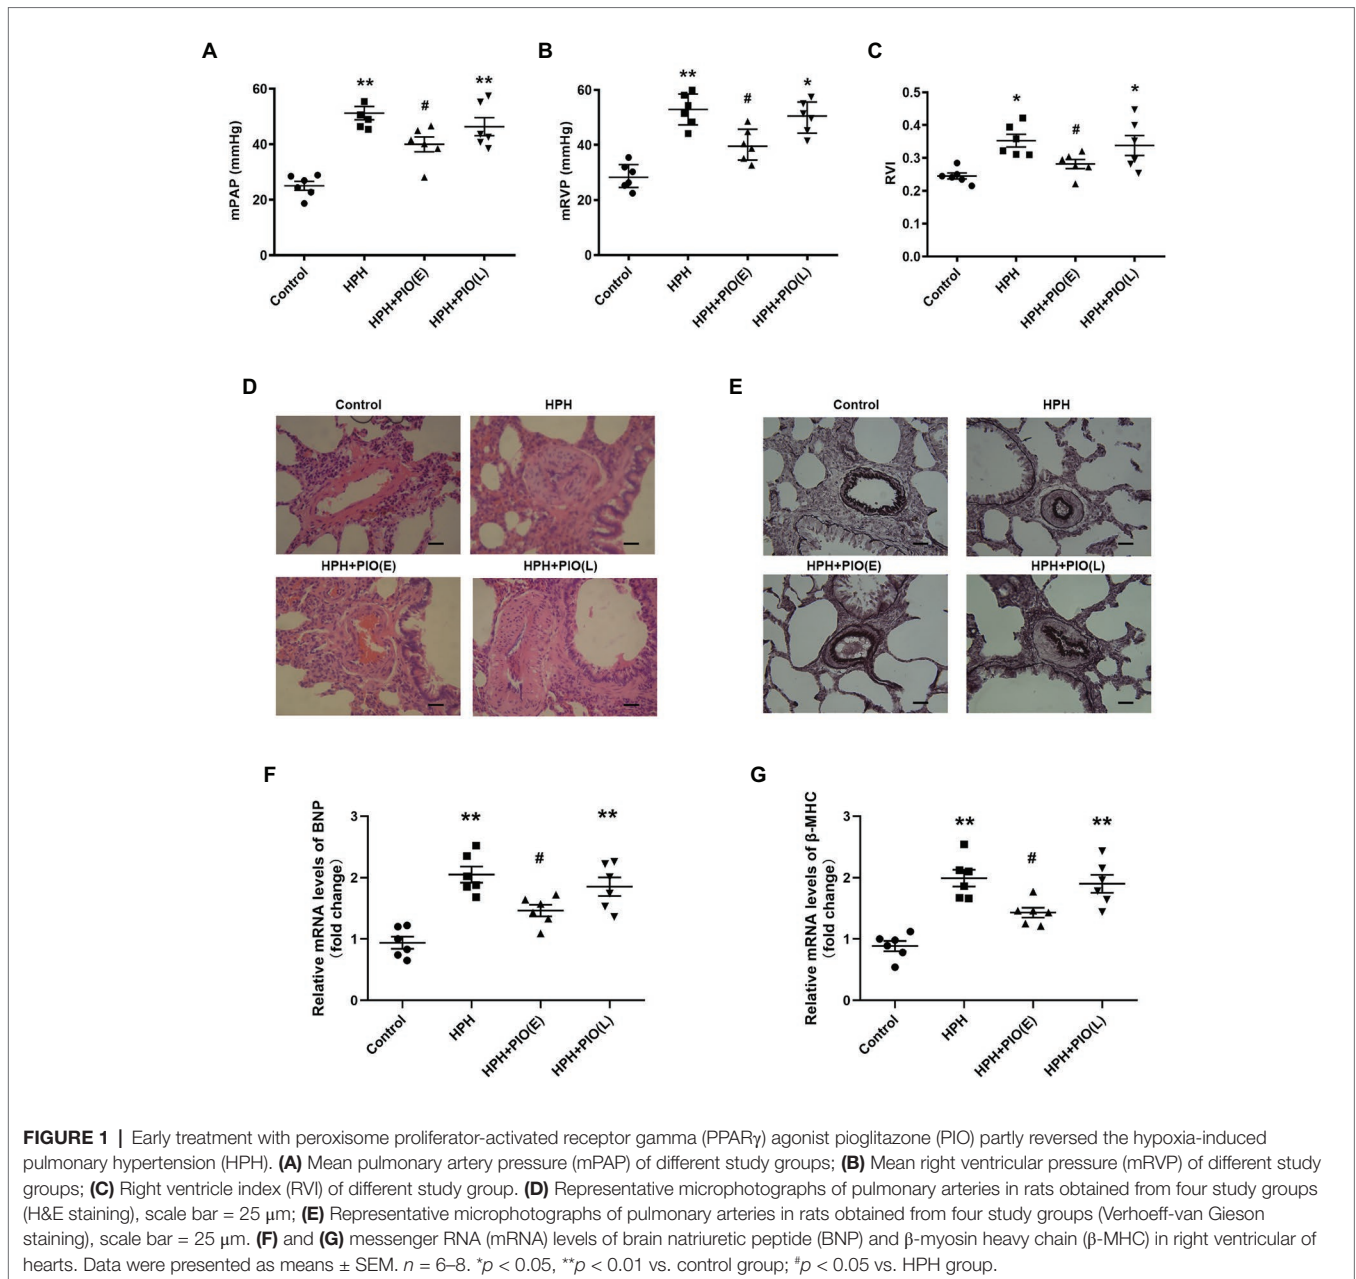 A
mPAP (mmHg)
60
40
20
0
**
#
**
Control
HPH
HPH+PIO(E)
HPH+PIO(L)
B
mRVP (mmHg)
60
40
20
0
**
#
*
Control
HPH
HPH+PIO(E)
HPH+PIO(L)
C
RVI
0.5
0.4
0.3
0.2
0.1
0.0
*
#
*
Control
HPH
HPH+PIO(E)
HPH+PIO(L)
D
Control
HPH
HPH+PIO(E)
HPH+PIO(L)
E
Control
HPH
HPH+PIO(E)
HPH+PIO(L)
F
Relative mRNA levels of BNP
(fold change)
3
2
1
0
**
#
**
Control
HPH
HPH+PIO(E)
HPH+PIO(L)
G
Relative mRNA levels of β-MHC
(fold change)
3
2
1
0
**
#
**
Control
HPH
HPH+PIO(E)
HPH+PIO(L)
FIGURE 1 | Early treatment with peroxisome proliferator-activated receptor gamma (PPARγ) agonist pioglitazone (PIO) partly reversed the hypoxia-induced
pulmonary hypertension (HPH). (A) Mean pulmonary artery pressure (mPAP) of different study groups; (B) Mean right ventricular pressure (mRVP) of different study
groups; (C) Right ventricle index (RVI) of different study group. (D) Representative microphotographs of pulmonary arteries in rats obtained from four study groups
(H&E staining), scale bar = 25 μm; (E) Representative microphotographs of pulmonary arteries in rats obtained from four study groups (Verhoeff-van Gieson
staining), scale bar = 25 μm. (F) and (G) messenger RNA (mRNA) levels of brain natriuretic peptide (BNP) and β-myosin heavy chain (β-MHC) in right ventricular of
hearts. Data were presented as means ± SEM. n = 6–8. *p < 0.05, **p < 0.01 vs. control group; #p < 0.05 vs. HPH group.